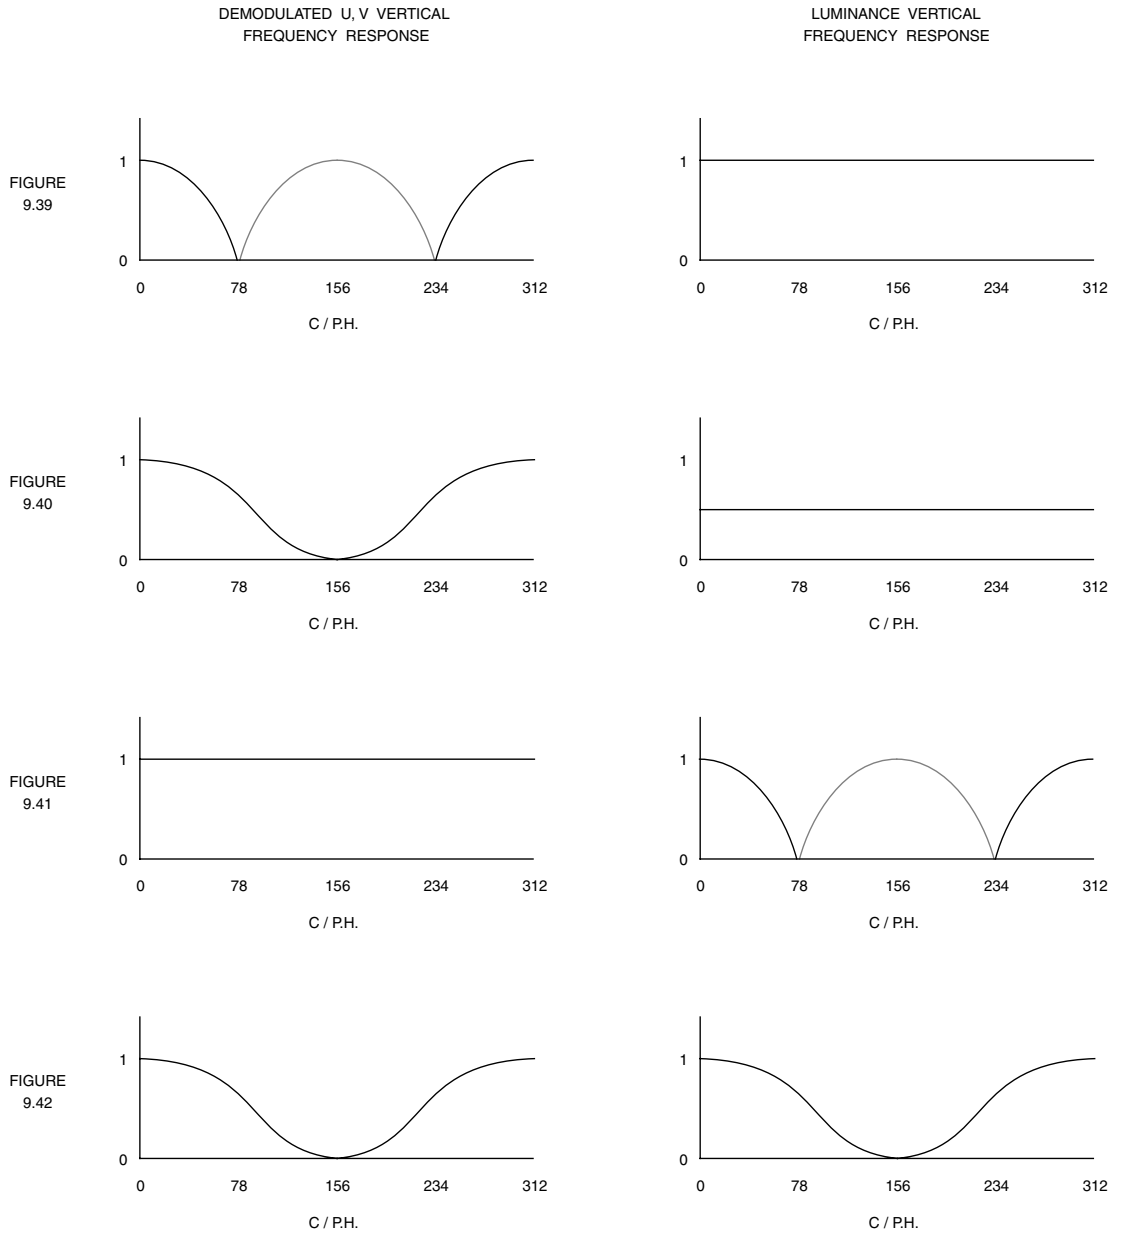 DEMODULATED U, V VERTICAL
FREQUENCY RESPONSE
LUMINANCE VERTICAL
FREQUENCY RESPONSE
FIGURE
9.39
1
0
0 78 156 234 312
C / P.H.
1
0
0 78 156 234 312
C / P.H.
FIGURE
9.40
1
0
0 78 156 234 312
C / P.H.
1
0
0 78 156 234 312
C / P.H.
FIGURE
9.41
1
0
0 78 156 234 312
C / P.H.
1
0
0 78 156 234 312
C / P.H.
FIGURE
9.42
1
0
0 78 156 234 312
C / P.H.
1
0
0 78 156 234 312
C / P.H.